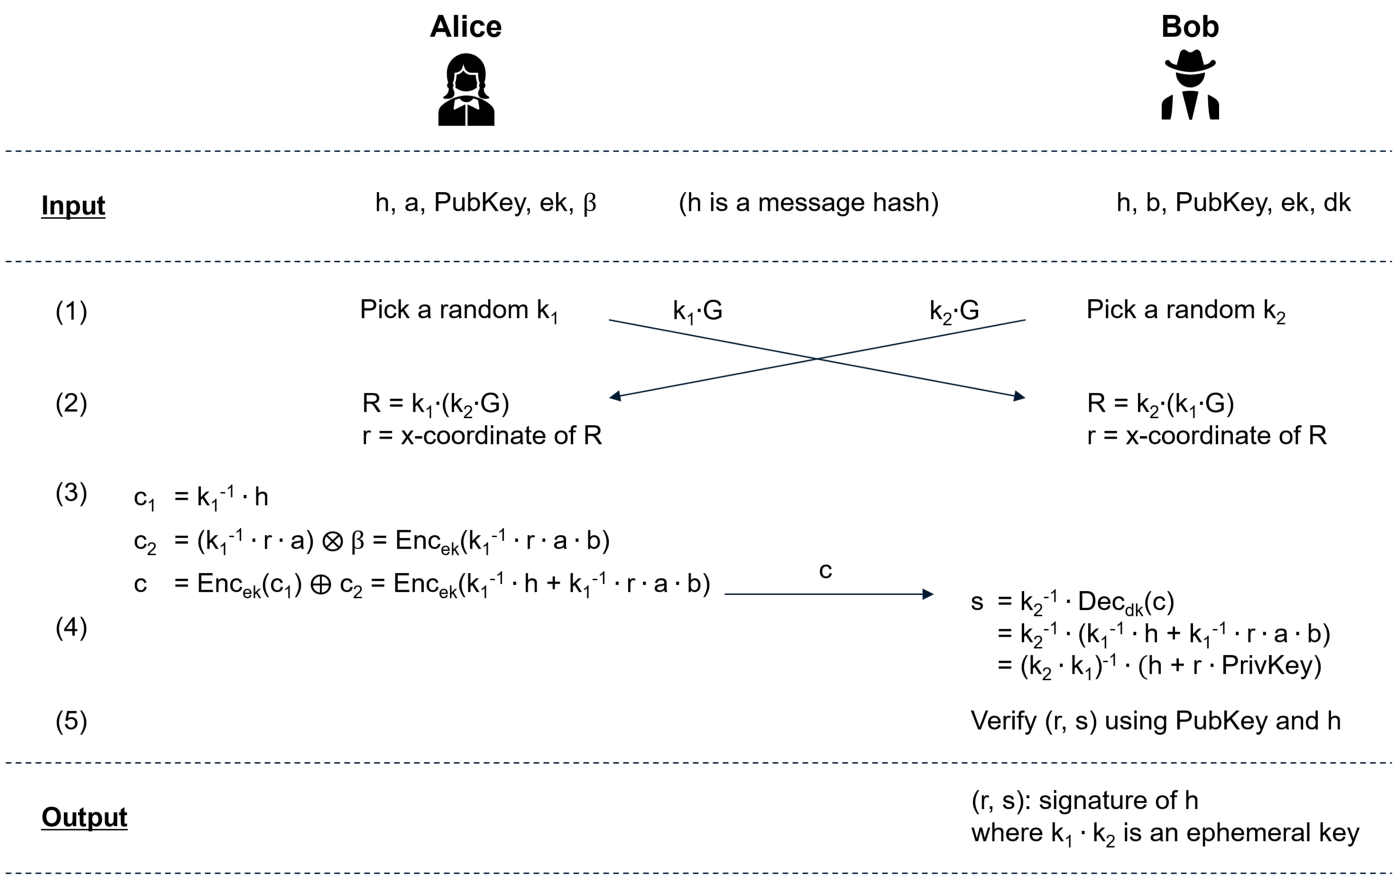 Alice
Bob
Input
h, a, PubKey, ek, β
(h is a message hash)
h, b, PubKey, ek, dk
(1)
Pick a random k₁
k₁·G
k₂·G
Pick a random k₂
(2)
R = k₁·(k₂·G)
r = x-coordinate of R
R = k₂·(k₁·G)
r = x-coordinate of R
(3)
c₁ = k₁⁻¹ · h
c₂ = (k₁⁻¹ · r · a) ⊗ β = Encₑₖ(k₁⁻¹ · r · a · b)
c = Encₑₖ(c₁) ⊕ c₂ = Encₑₖ(k₁⁻¹ · h + k₁⁻¹ · r · a · b)
c
(4)
s = k₂⁻¹ · Dec_dk(c)
= k₂⁻¹ · (k₁⁻¹ · h + k₁⁻¹ · r · a · b)
= (k₂ · k₁)⁻¹ · (h + r · PrivKey)
(5)
Verify (r, s) using PubKey and h
Output
(r, s): signature of h
where k₁ · k₂ is an ephemeral key